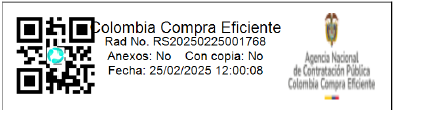 Colombia Compra Eficiente
Rad No. RS20250225001768
Anexos: No Con copia: No
Fecha: 25/02/2025 12:00:08
Agencia Nacional
de Contratación Pública
Colombia Compra Eficiente